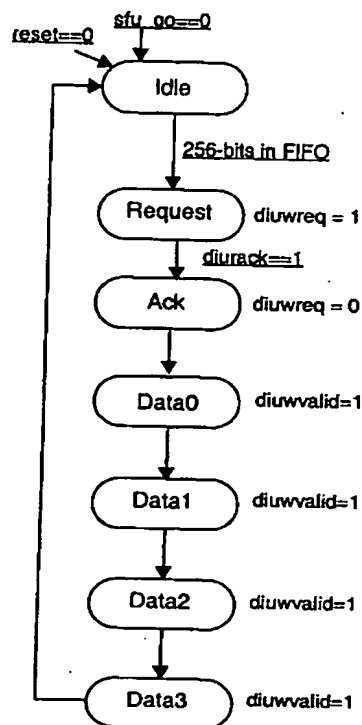 sfu_go==0
reset==0
Idle
256-bits in FIFO
Request diuwreq = 1
diurack==1
Ack diuwreq = 0
Data0 diuwvalid=1
Data1 diuwvalid=1
Data2 diuwvalid=1
Data3 diuwvalid=1